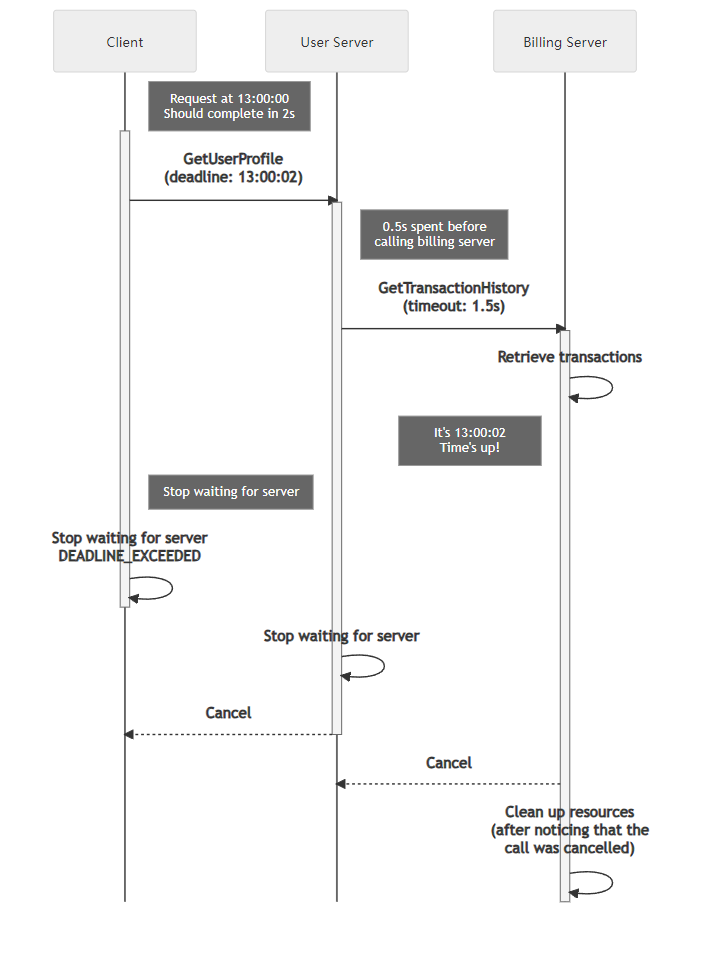 Client
User Server
Billing Server
Request at 13:00:00
Should complete in 2s
GetUserProfile
(deadline: 13:00:02)
0.5s spent before
calling billing server
GetTransactionHistory
(timeout: 1.5s)
Retrieve transactions
It's 13:00:02
Time's up!
Stop waiting for server
Stop waiting for server
DEADLINE_EXCEEDED
Stop waiting for server
Cancel
Cancel
Clean up resources
(after noticing that the
call was cancelled)